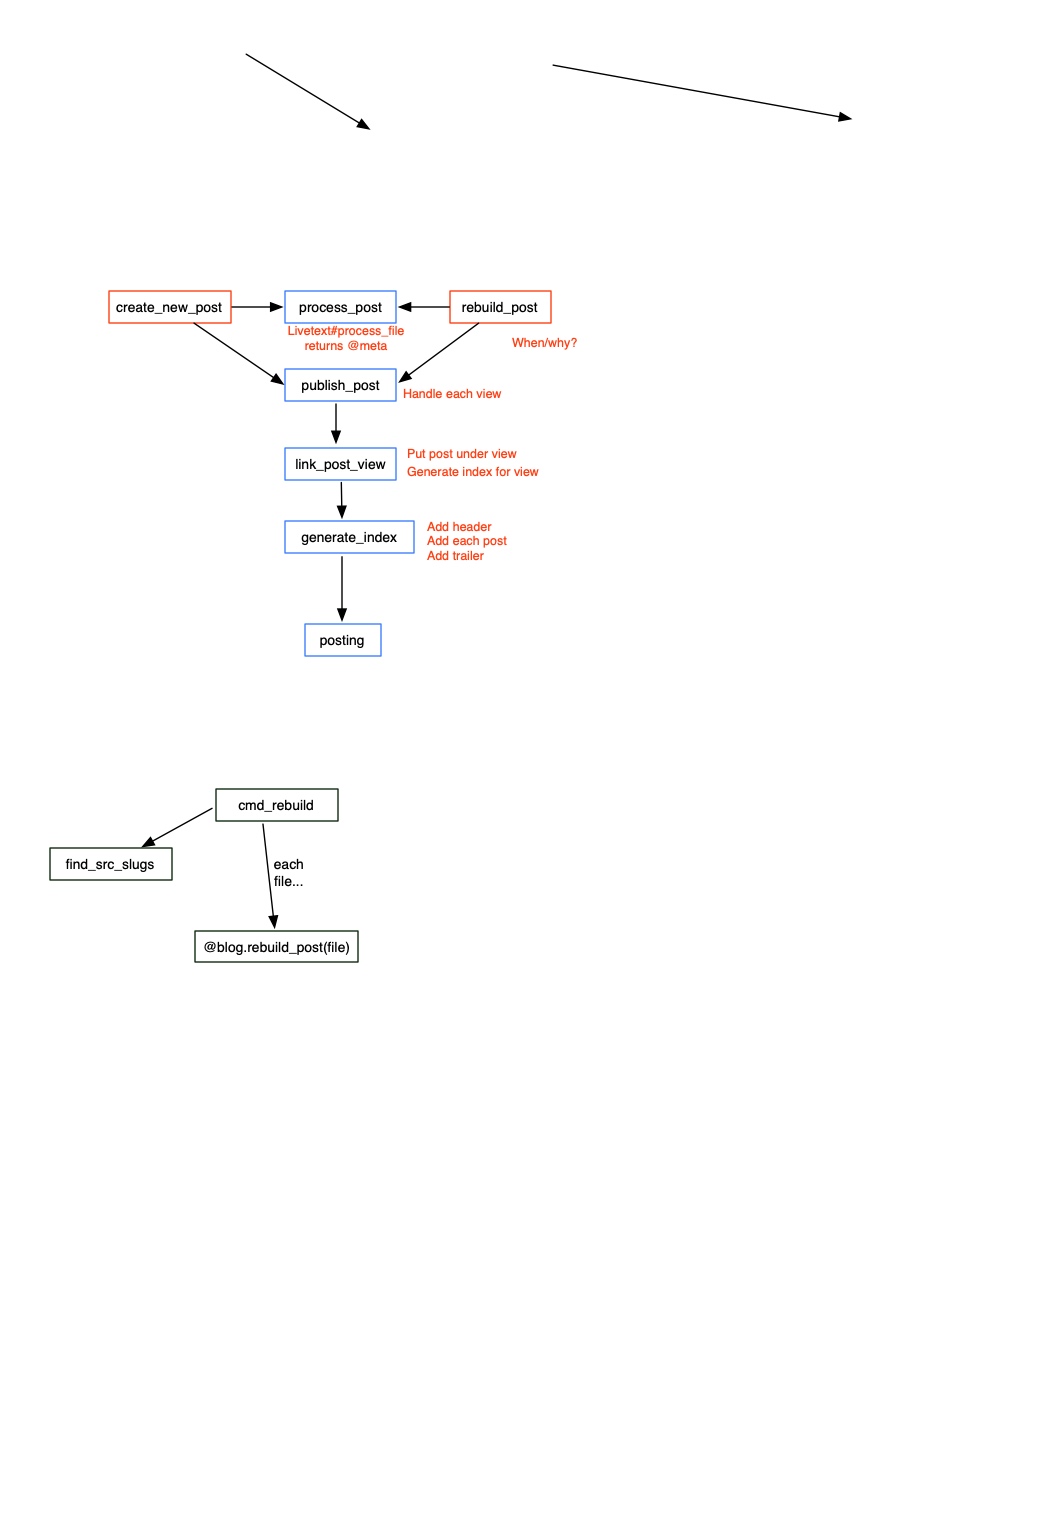 create_new_post
process_post
rebuild_post
Livetext#process_file
returns @meta
When/why?
publish_post
Handle each view
link_post_view
Put post under view
Generate index for view
generate_index
Add header
Add each post
Add trailer
posting
cmd_rebuild
find_src_slugs
each
file...
@blog.rebuild_post(file)